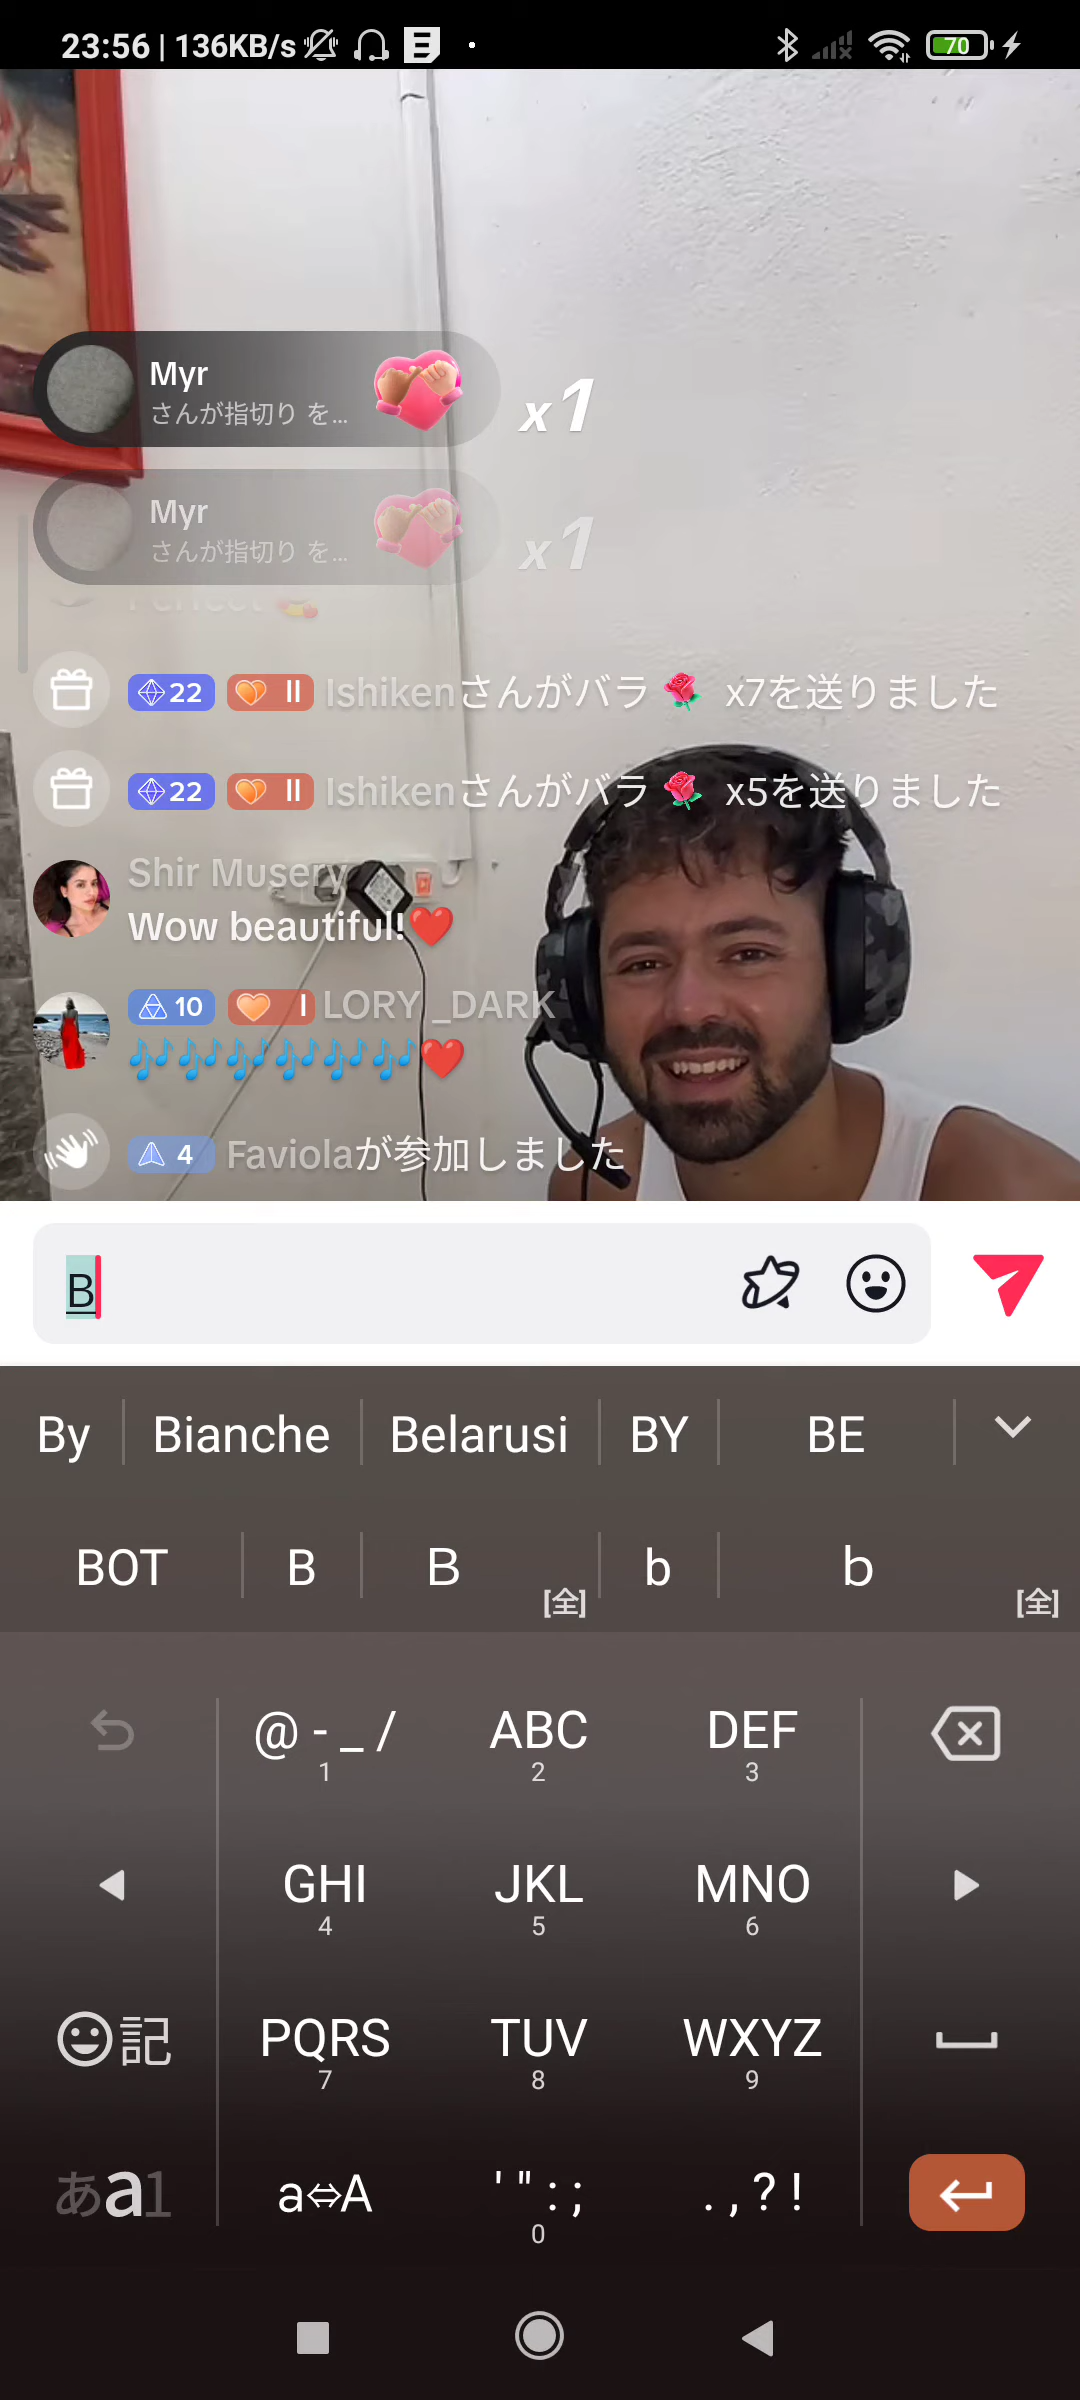 23:56 | 136KB/s
70
Myr
さんが指切り を...
x1
Myr
さんが指切り を...
x1
Perfect
22 II Ishikenさんがバラ x7を送りました
22 II Ishikenさんがバラ x5を送りました
Shir Musery
Wow beautiful!
10 I LORY _DARK
4 Faviolaが参加しました
B
By Bianche Belarusi BY BE
BOT B B [全] b b [全]
@ - _ / ABC DEF
1 2 3
GHI JKL MNO
4 5 6
記 PQRS TUV WXYZ
7 8 9
あa1 a⇔A ' " : ; . , ? !
0